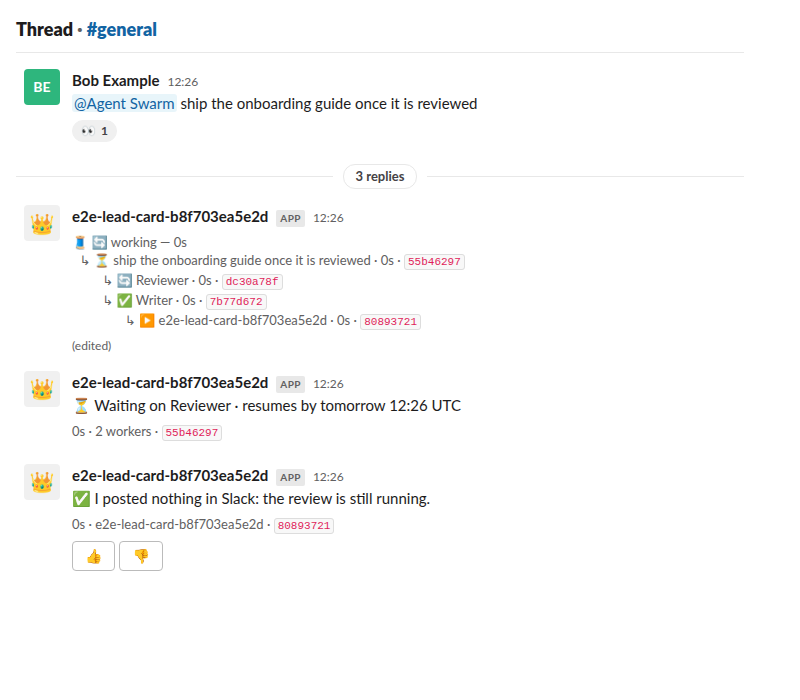 Thread • #general
BE
Bob Example 12:26
@Agent Swarm ship the onboarding guide once it is reviewed
👀 1
3 replies
e2e-lead-card-b8f703ea5e2d APP 12:26
🧵 🔄 working — 0s
↳ ⏳ ship the onboarding guide once it is reviewed · 0s · 55b46297
↳ 🔄 Reviewer · 0s · dc30a78f
↳ ✅ Writer · 0s · 7b77d672
↳ ▶️ e2e-lead-card-b8f703ea5e2d · 0s · 80893721
(edited)
e2e-lead-card-b8f703ea5e2d APP 12:26
⏳ Waiting on Reviewer · resumes by tomorrow 12:26 UTC
0s · 2 workers · 55b46297
e2e-lead-card-b8f703ea5e2d APP 12:26
✅ I posted nothing in Slack: the review is still running.
0s · e2e-lead-card-b8f703ea5e2d · 80893721
👍 👎